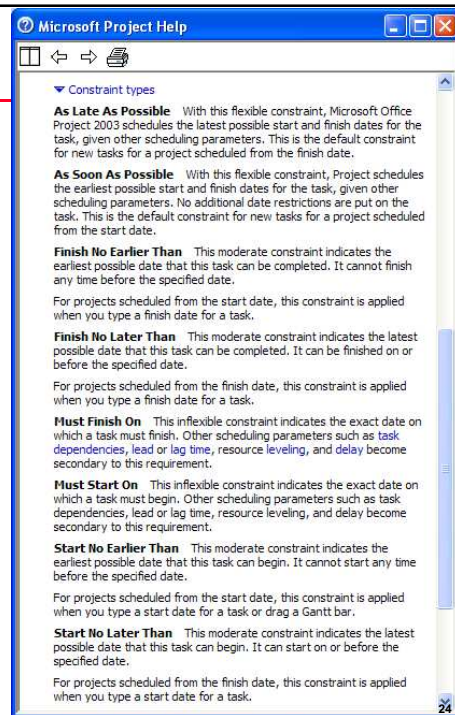 Microsoft Project Help
Constraint types
As Late As Possible With this flexible constraint, Microsoft Office
Project 2003 schedules the latest possible start and finish dates for the
task, given other scheduling parameters. This is the default constraint
for new tasks for a project scheduled from the finish date.
As Soon As Possible With this flexible constraint, Project schedules
the earliest possible start and finish dates for the task, given other
scheduling parameters. No additional date restrictions are put on the
task. This is the default constraint for new tasks for a project scheduled
from the start date.
Finish No Earlier Than This moderate constraint indicates the
earliest possible date that this task can be completed. It cannot finish
any time before the specified date.
For projects scheduled from the start date, this constraint is applied
when you type a finish date for a task.
Finish No Later Than This moderate constraint indicates the latest
possible date that this task can be completed. It can be finished on or
before the specified date.
For projects scheduled from the finish date, this constraint is applied
when you type a finish date for a task.
Must Finish On This inflexible constraint indicates the exact date on
which a task must finish. Other scheduling parameters such as task
dependencies, lead or lag time, resource leveling, and delay become
secondary to this requirement.
Must Start On This inflexible constraint indicates the exact date on
which a task must begin. Other scheduling parameters such as task
dependencies, lead or lag time, resource leveling, and delay become
secondary to this requirement.
Start No Earlier Than This moderate constraint indicates the
earliest possible date that this task can begin. It cannot start any time
before the specified date.
For projects scheduled from the start date, this constraint is applied
when you type a start date for a task or drag a Gantt bar.
Start No Later Than This moderate constraint indicates the latest
possible date that this task can begin. It can start on or before the
specified date.
For projects scheduled from the finish date, this constraint is applied
when you type a start date for a task.
24